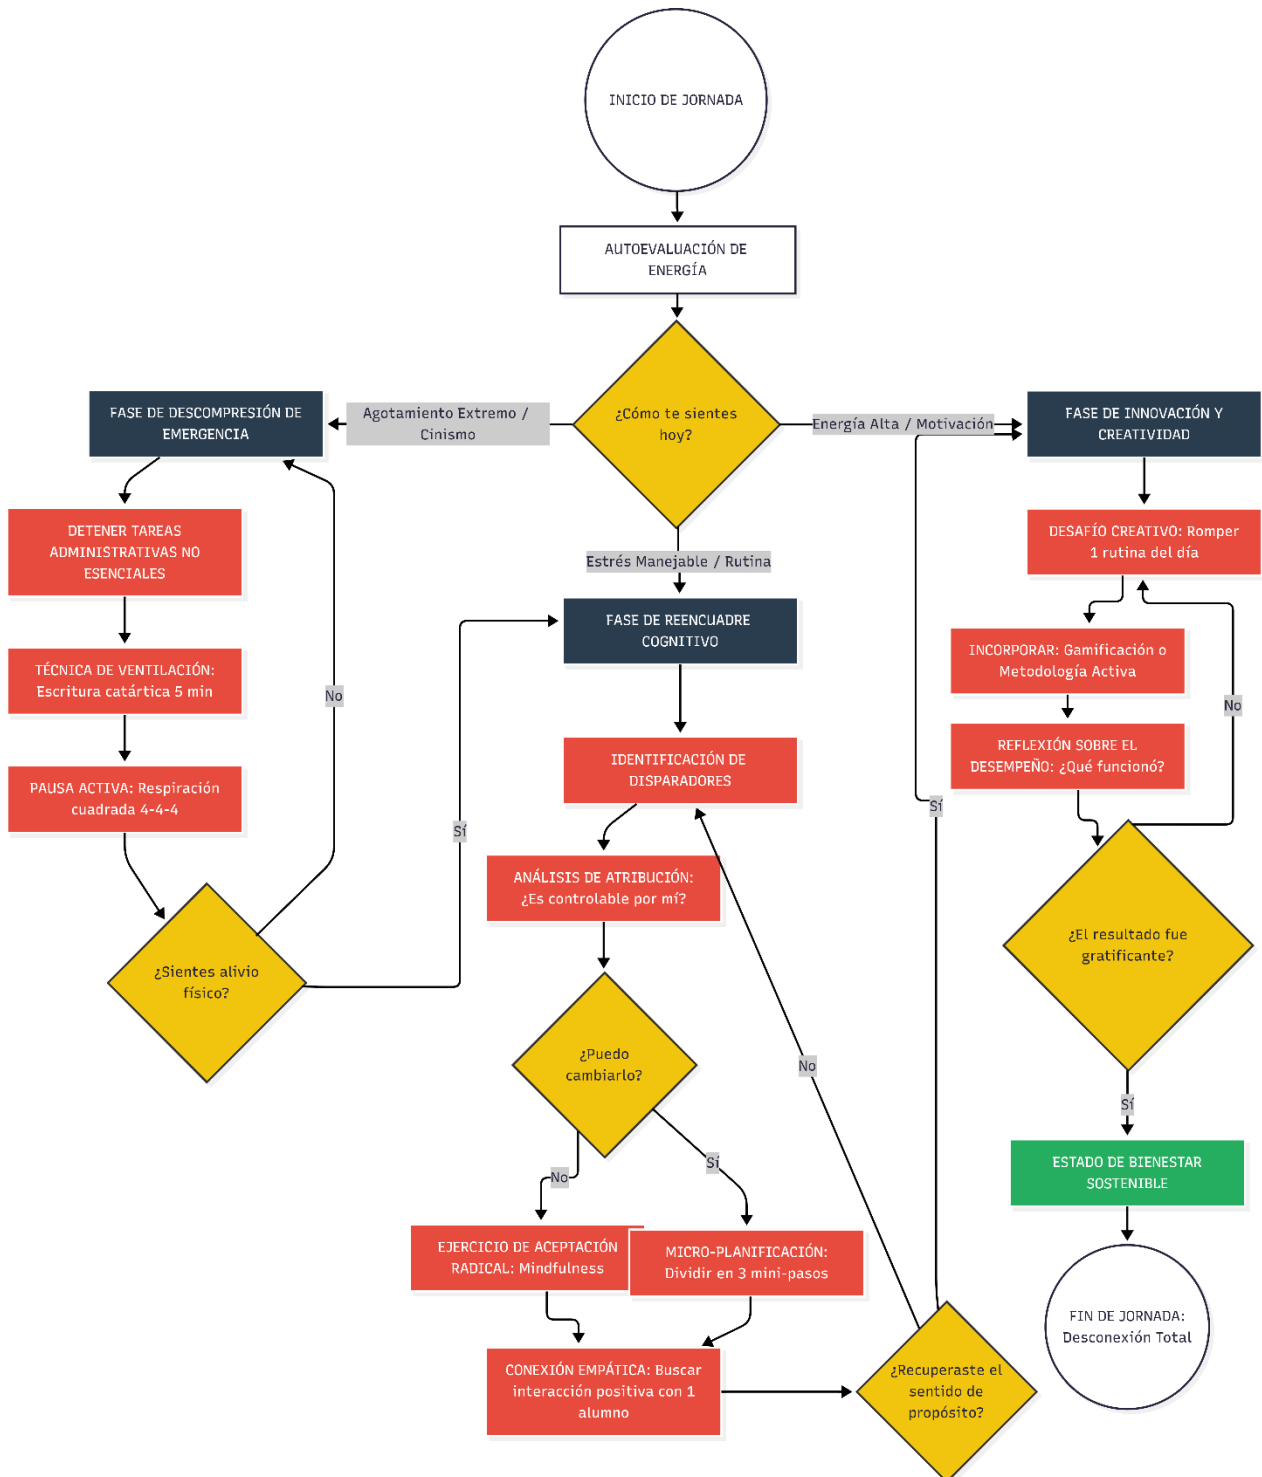 INICIO DE JORNADA
AUTOEVALUACIÓN DE
ENERGÍA
¿Cómo te sientes
hoy?
Agotamiento Extremo /
Cinismo
Energía Alta / Motivación
Estrés Manejable / Rutina
FASE DE DESCOMPRESIÓN DE
EMERGENCIA
DETENER TAREAS
ADMINISTRATIVAS NO
ESENCIALES
TÉCNICA DE VENTILACIÓN:
Escritura catártica 5 min
PAUSA ACTIVA: Respiración
cuadrada 4-4-4
¿Sientes alivio
físico?
No
Sí
FASE DE REENCUADRE
COGNITIVO
IDENTIFICACIÓN DE
DISPARADORES
ANÁLISIS DE ATRIBUCIÓN:
¿Es controlable por mí?
¿Puedo
cambiarlo?
No
Sí
EJERCICIO DE ACEPTACIÓN
RADICAL: Mindfulness
MICRO-PLANIFICACIÓN:
Dividir en 3 mini-pasos
CONEXIÓN EMPÁTICA: Buscar
interacción positiva con 1
alumno
¿Recuperaste el
sentido de
propósito?
No
Sí
FASE DE INNOVACIÓN Y
CREATIVIDAD
DESAFÍO CREATIVO: Romper
1 rutina del día
INCORPORAR: Gamificación o
Metodología Activa
REFLEXIÓN SOBRE EL
DESEMPEÑO: ¿Qué funcionó?
¿El resultado fue
gratificante?
No
Sí
ESTADO DE BIENESTAR
SOSTENIBLE
FIN DE JORNADA:
Desconexión Total